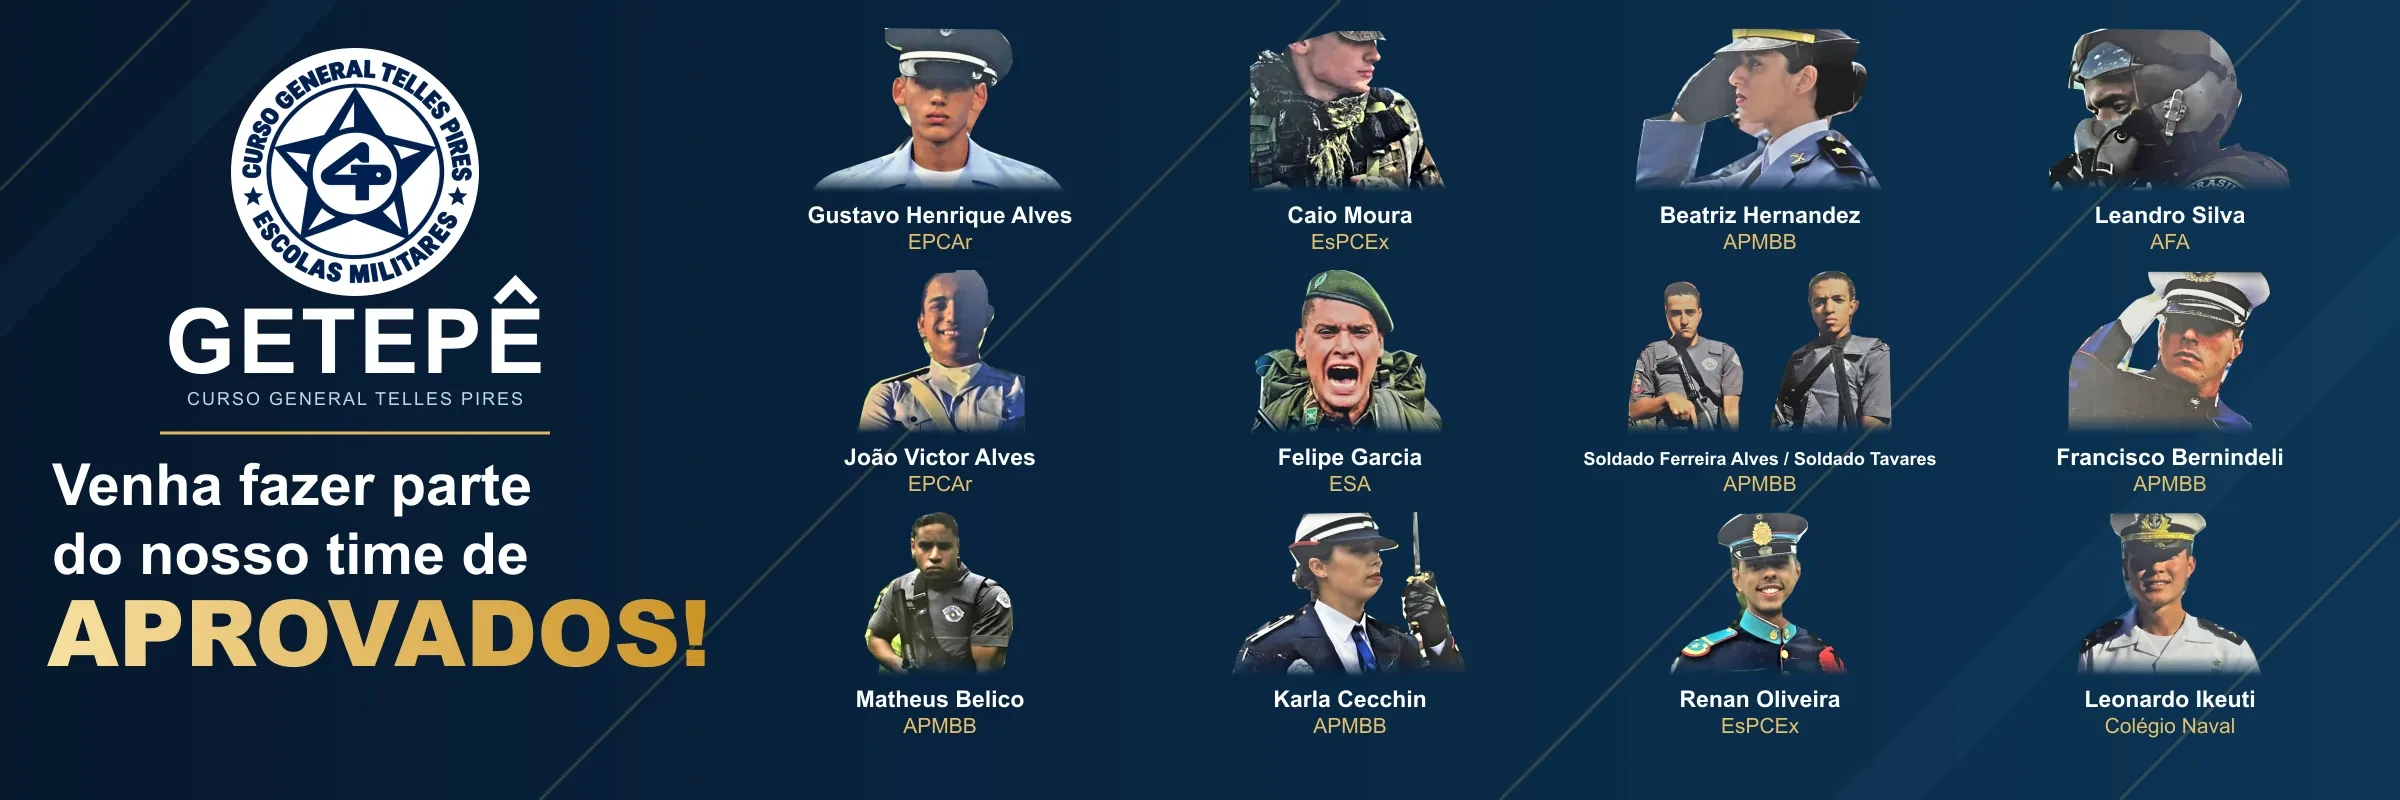 CURSO GENERAL TELLES PIRES
ESCOLAS MILITARES
GETEPÊ
CURSO GENERAL TELLES PIRES
Venha fazer parte
do nosso time de
APROVADOS!
Gustavo Henrique Alves
EPCAr
Caio Moura
EsPCEx
Beatriz Hernandez
APMBB
BRASIL
Leandro Silva
AFA
João Victor Alves
EPCAr
Felipe Garcia
ESA
Soldado Ferreira Alves / Soldado Tavares
APMBB
Francisco Bernindeli
APMBB
Matheus Belico
APMBB
Karla Cecchin
APMBB
Renan Oliveira
EsPCEx
Leonardo Ikeuti
Colégio Naval